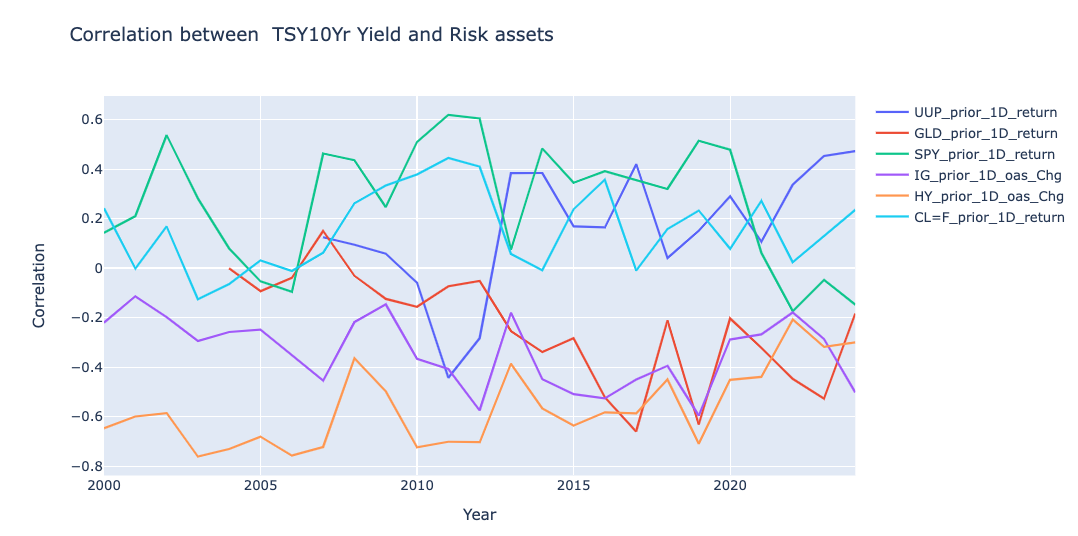 Correlation between  TSY10Yr Yield and Risk assets
UUP_prior_1D_return
GLD_prior_1D_return
SPY_prior_1D_return
IG_prior_1D_oas_Chg
HY_prior_1D_oas_Chg
CL=F_prior_1D_return
0.6
0.4
0.2
0
−0.2
−0.4
−0.6
−0.8
Correlation
2000 2005 2010 2015 2020
Year